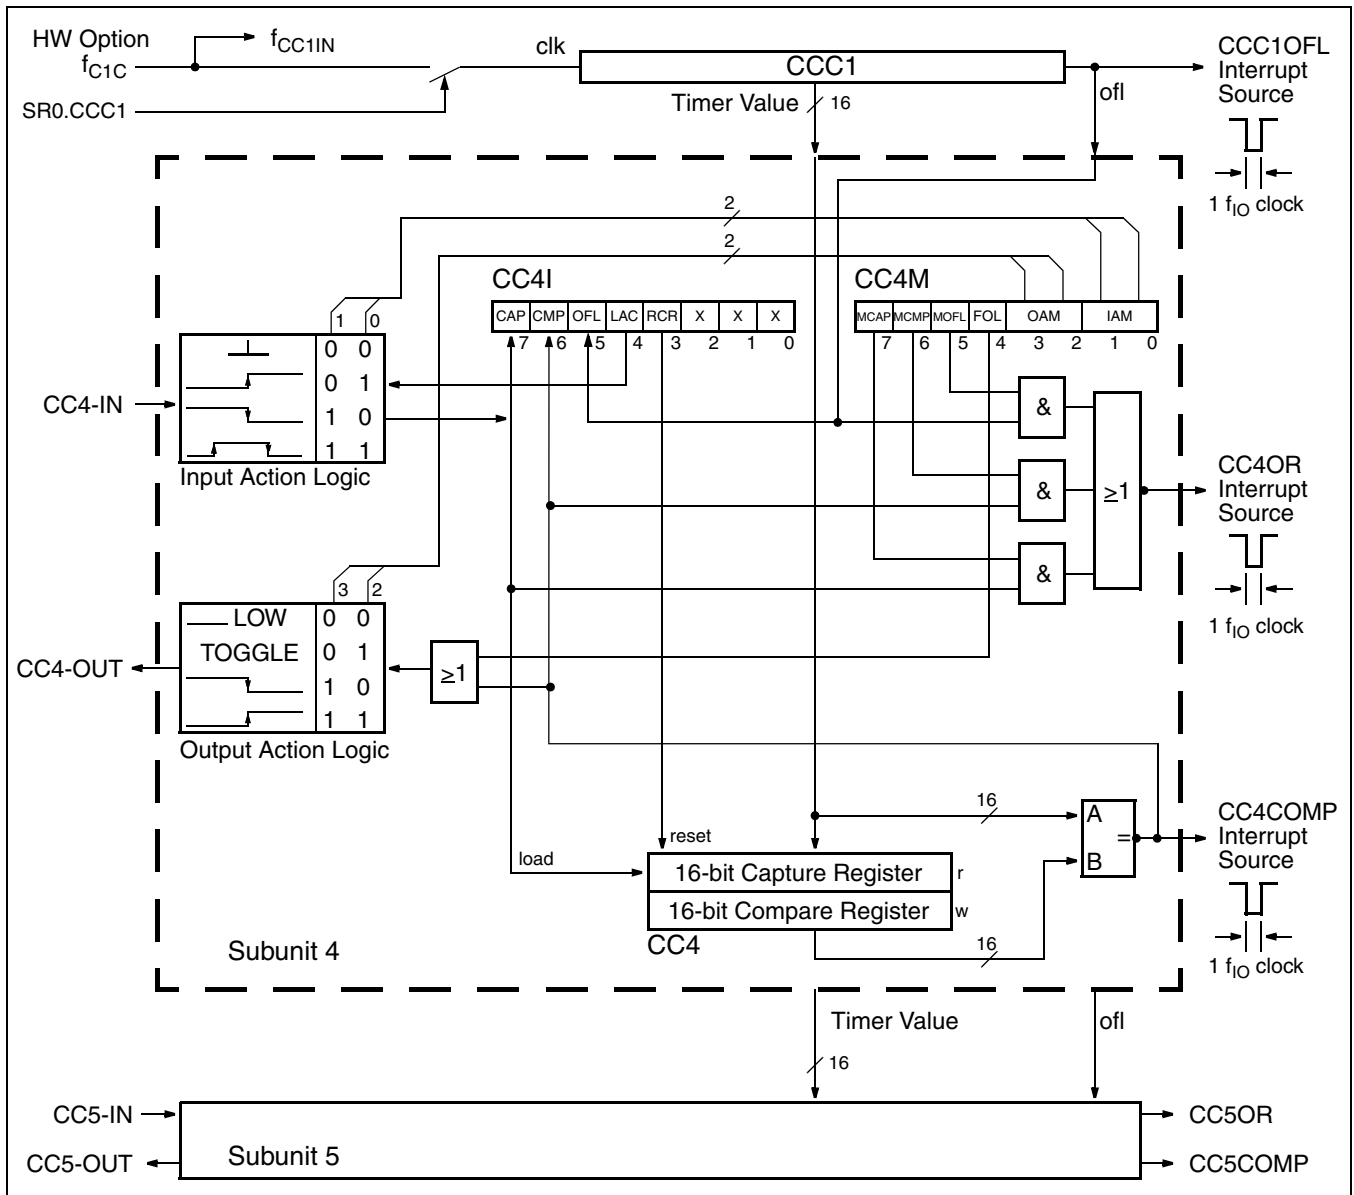 HW Option
fC1C
fCC1IN
SR0.CCC1
clk
CCC1
Timer Value
16
ofl
CCC1OFL
Interrupt
Source
1 fIO clock
2
2
CC4I
CAP CMP OFL LAC RCR X X X
7 6 5 4 3 2 1 0
CC4M
MCAP MCMP MOFL FOL OAM IAM
7 6 5 4 3 2 1 0
1 0
0 0
0 1
1 0
1 1
CC4-IN
Input Action Logic
&
&
&
≥1
CC4OR
Interrupt
Source
1 fIO clock
3 2
LOW 0 0
TOGGLE 0 1
1 0
1 1
CC4-OUT
≥1
Output Action Logic
16
A
=
B
CC4COMP
Interrupt
Source
1 fIO clock
reset
load
16-bit Capture Register
r
16-bit Compare Register
w
CC4
16
Subunit 4
Timer Value
16
ofl
CC5-IN
CC5-OUT
Subunit 5
CC5OR
CC5COMP